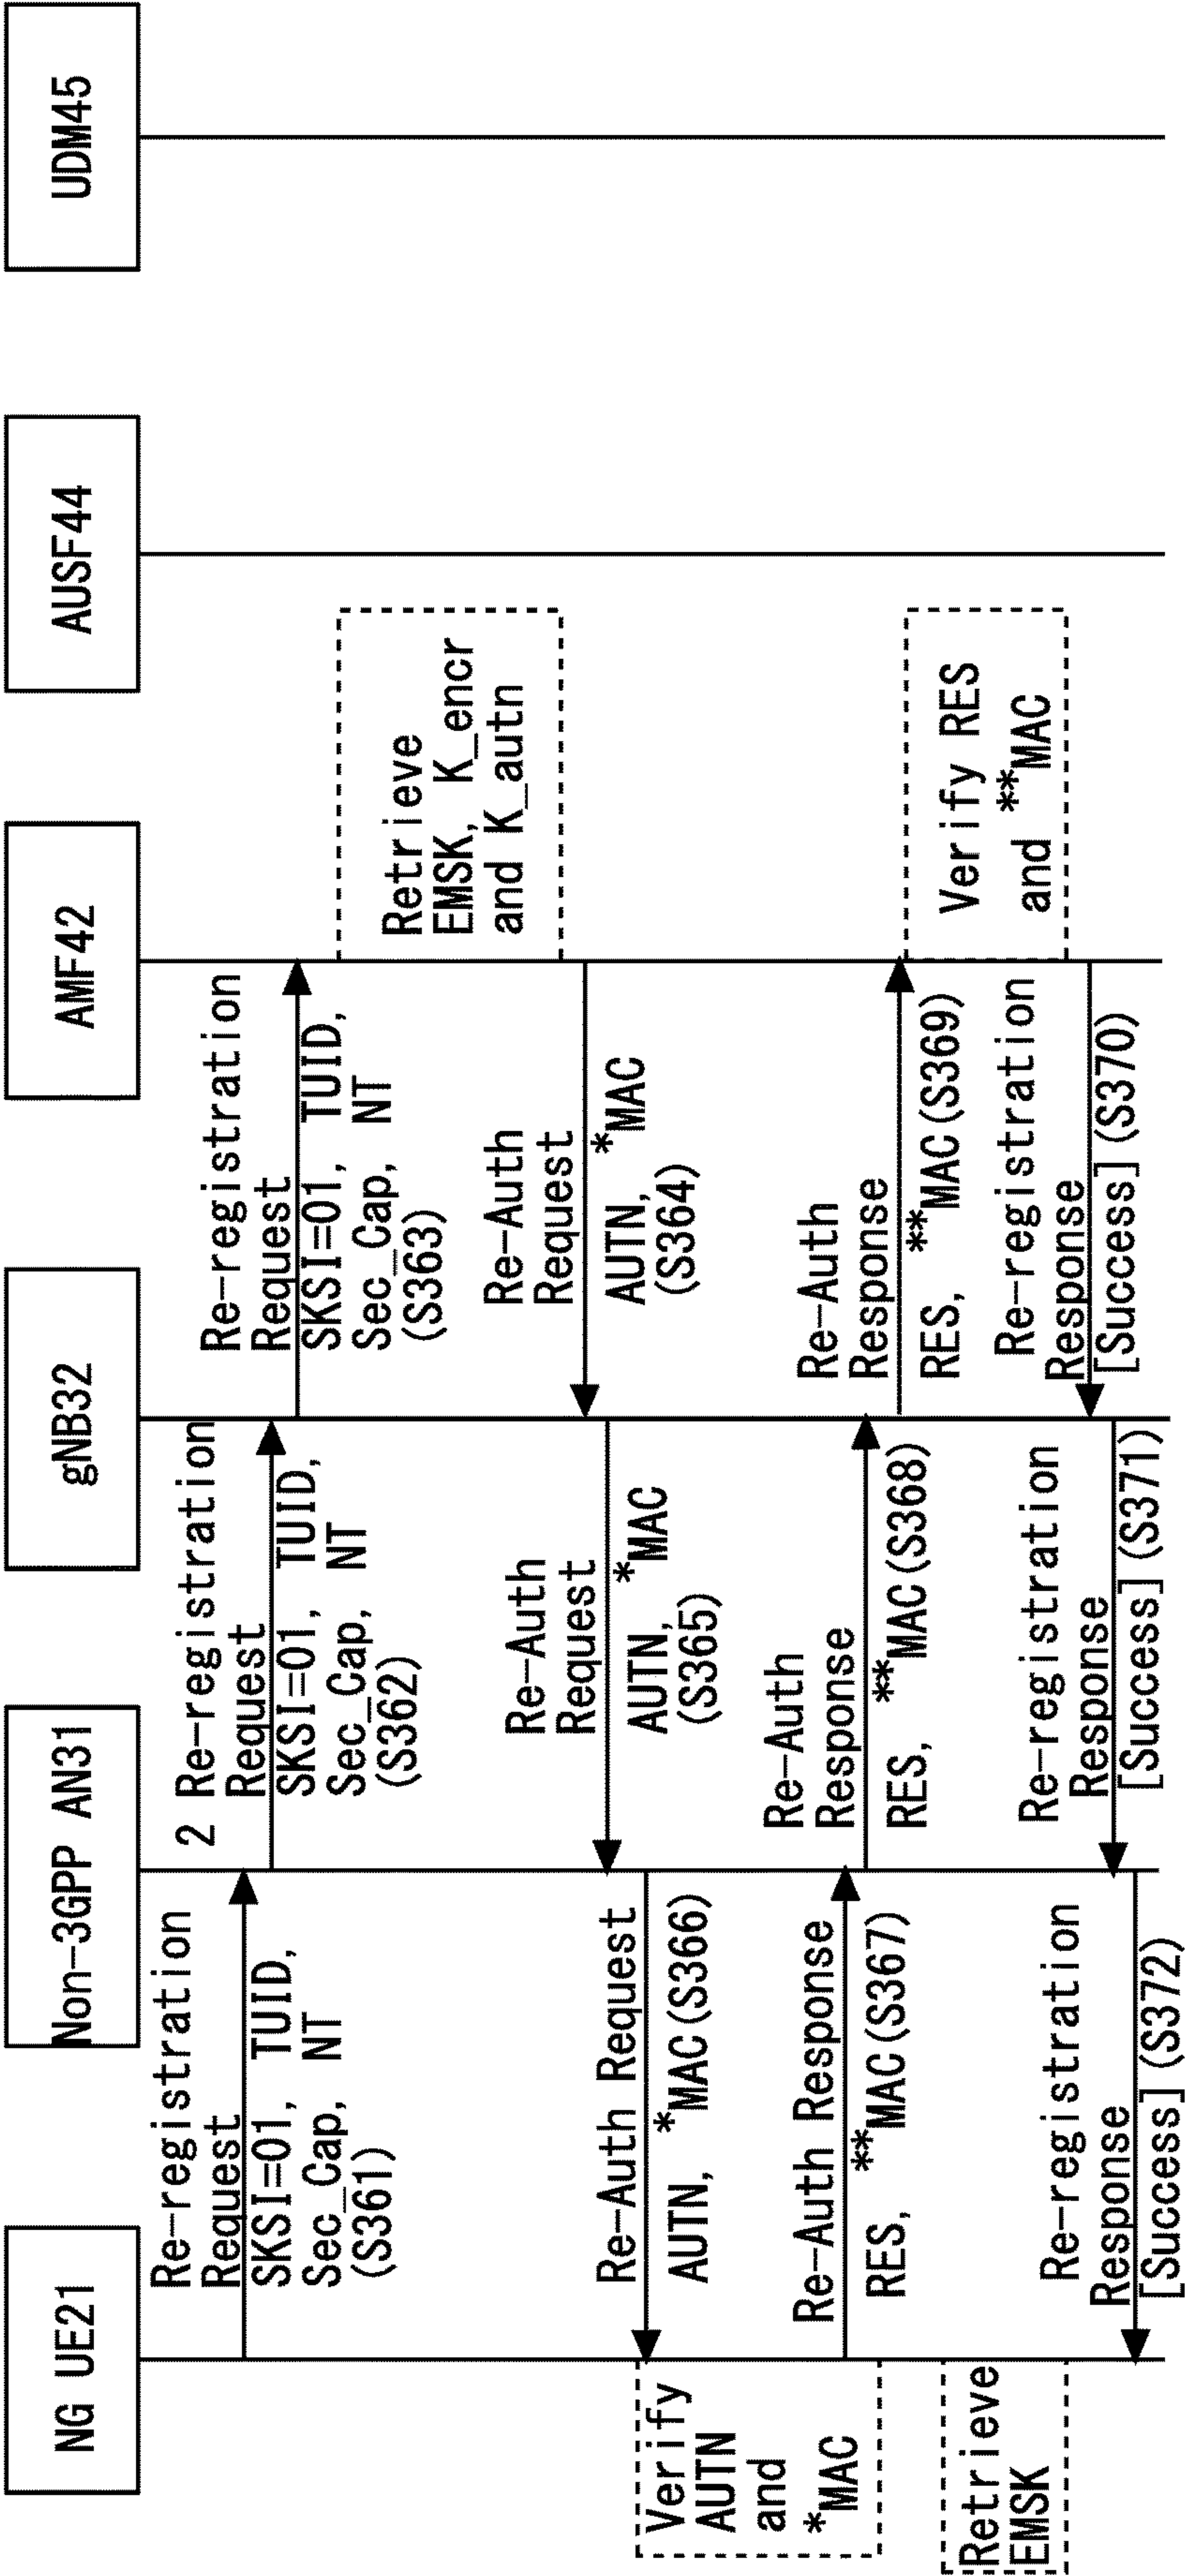 NG UE21
Non-3GPP AN31
gNB32
AMF42
AUSF44
UDM45
Re-registration
Request
SKSI=01, TUID,
Sec_Cap, NT
(S361)
2 Re-registration
Request
SKSI=01, TUID,
Sec_Cap, NT
(S362)
Re-registration
Request
SKSI=01, TUID,
Sec_Cap, NT
(S363)
Retrieve
EMSK, K_encr
and K_autn
Re-Auth
Request
AUTN, *MAC
(S364)
Re-Auth
Request
AUTN, *MAC
(S365)
Re-Auth Request
AUTN, *MAC(S366)
Verify
AUTN
and
*MAC
Re-Auth Response
RES, **MAC(S367)
Re-Auth
Response
RES, **MAC(S368)
Re-Auth
Response
RES, **MAC(S369)
Verify RES
and **MAC
Retrieve
EMSK
Re-registration
Response
[Success](S370)
Re-registration
Response
[Success](S371)
Re-registration
Response
[Success](S372)